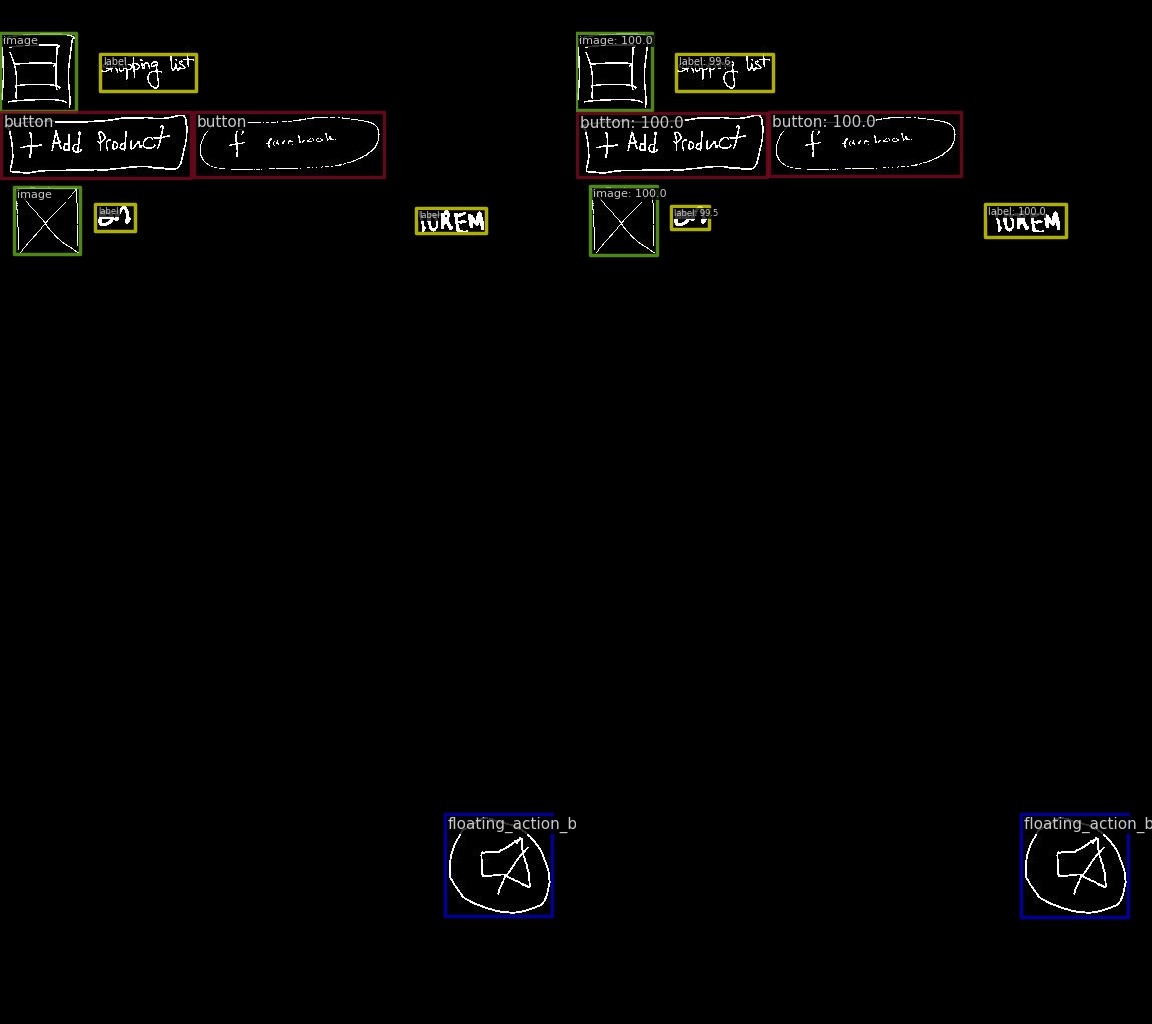 image image: 100.0
label label: 99.6
shopping list shopping list
button button button: 100.0 button: 100.0
+ Add Product f facebook + Add Product f facebook
image image: 100.0
label label label: 99.5 label: 100.0
LOREM LOREM
floating_action_b floating_action_b